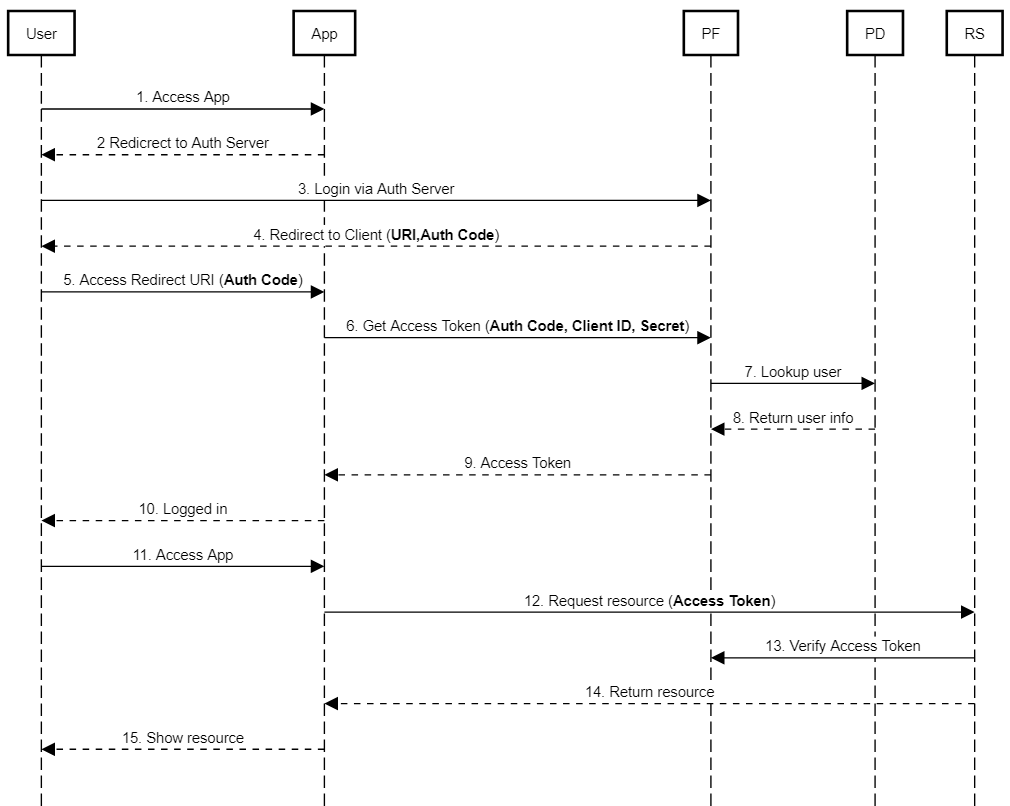 User
App
PF
PD
RS
1. Access App
2 Redicrect to Auth Server
3. Login via Auth Server
4. Redirect to Client (URI,Auth Code)
5. Access Redirect URI (Auth Code)
6. Get Access Token (Auth Code, Client ID, Secret)
7. Lookup user
8. Return user info
9. Access Token
10. Logged in
11. Access App
12. Request resource (Access Token)
13. Verify Access Token
14. Return resource
15. Show resource